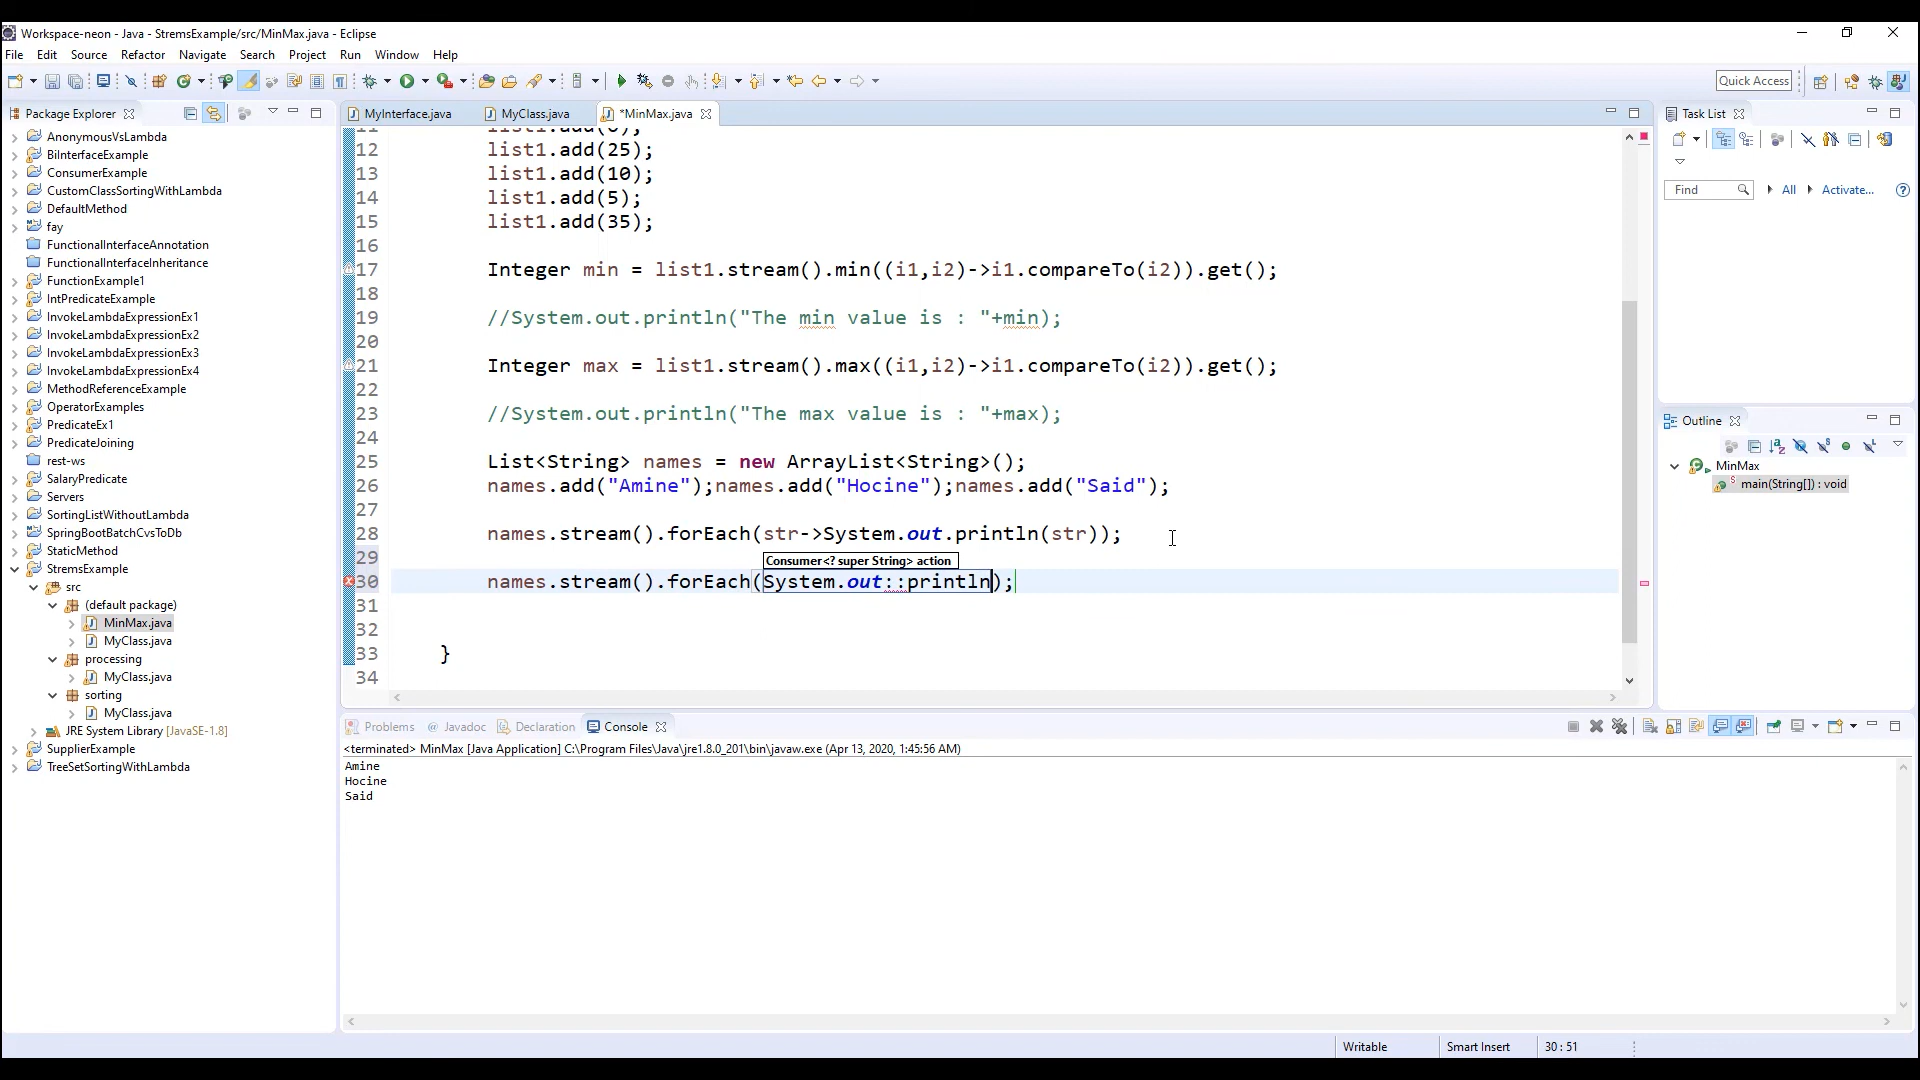 Workspace-neon - Java - StremsExample/src/MinMax.java - Eclipse
File Edit Source Refactor Navigate Search Project Run Window Help
Quick Access
Package Explorer
AnonymousVsLambda
BiInterfaceExample
ConsumerExample
CustomClassSortingWithLambda
DefaultMethod
fay
FunctionalInterfaceAnnotation
FunctionalInterfaceInheritance
FunctionExample1
IntPredicateExample
InvokeLambdaExpressionEx1
InvokeLambdaExpressionEx2
InvokeLambdaExpressionEx3
InvokeLambdaExpressionEx4
MethodReferenceExample
OperatorExamples
PredicateEx1
PredicateJoining
rest-ws
SalaryPredicate
Servers
SortingListWithoutLambda
SpringBootBatchCvsToDb
StaticMethod
StremsExample
src
(default package)
MinMax.java
MyClass.java
processing
MyClass.java
sorting
MyClass.java
JRE System Library [JavaSE-1.8]
SupplierExample
TreeSetSortingWithLambda
MyInterface.java MyClass.java *MinMax.java
12 list1.add(25);
13 list1.add(10);
14 list1.add(5);
15 list1.add(35);
16
17 Integer min = list1.stream().min((i1,i2)->i1.compareTo(i2)).get();
18
19 //System.out.println("The min value is : "+min);
20
21 Integer max = list1.stream().max((i1,i2)->i1.compareTo(i2)).get();
22
23 //System.out.println("The max value is : "+max);
24
25 List<String> names = new ArrayList<String>();
26 names.add("Amine");names.add("Hocine");names.add("Said");
27
28 names.stream().forEach(str->System.out.println(str));
29
Consumer<? super String> action
30 names.stream().forEach(System.out::println);
31
32
33 }
34
Task List
Find All Activate...
Outline
MinMax
main(String[]) : void
Problems Javadoc Declaration Console
<terminated> MinMax [Java Application] C:\Program Files\Java\jre1.8.0_201\bin\javaw.exe (Apr 13, 2020, 1:45:56 AM)
Amine
Hocine
Said
Writable Smart Insert 30 : 51